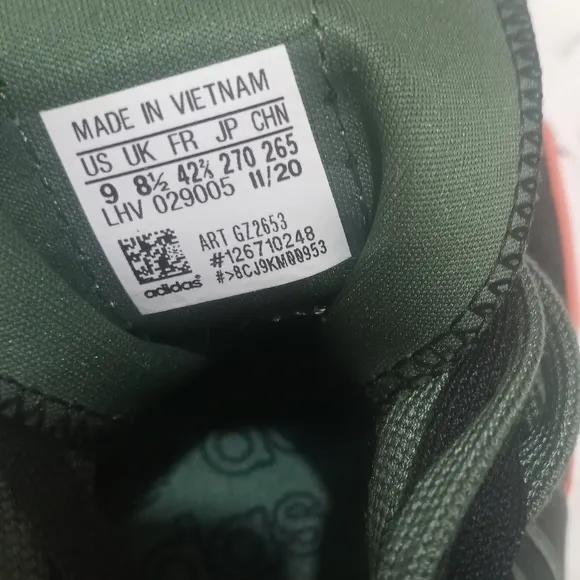 MADE IN VIETNAM
US UK FR JP CHN
9 8½ 42⅔ 270 265
LHV 029005 11/20
ART GZ2653
#126710248
#>8CJ9KM00953
adidas